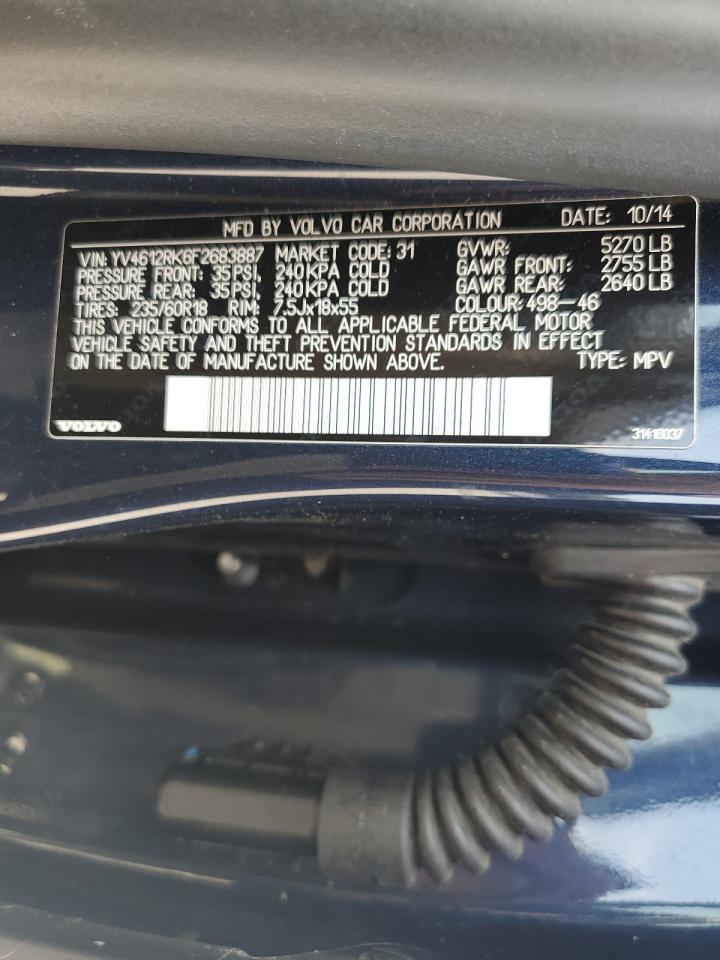 MFD BY VOLVO CAR CORPORATION DATE: 10/14
VIN: YV4612RK6F2683887 MARKET CODE: 31 GVWR: 5270 LB
PRESSURE FRONT: 35 PSI, 240 KPA COLD GAWR FRONT: 2755 LB
PRESSURE REAR: 35 PSI, 240 KPA COLD GAWR REAR: 2640 LB
TIRES: 235/60R18 RIM: 7.5Jx18x55 COLOUR: 498-46
THIS VEHICLE CONFORMS TO ALL APPLICABLE FEDERAL MOTOR
VEHICLE SAFETY AND THEFT PREVENTION STANDARDS IN EFFECT
ON THE DATE OF MANUFACTURE SHOWN ABOVE. TYPE: MPV
VOLVO 31416037